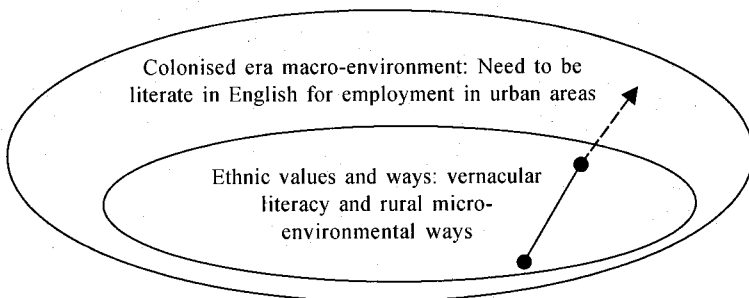 Colonised era macro-environment: Need to be
literate in English for employment in urban areas
Ethnic values and ways: vernacular
literacy and rural micro-
environmental ways